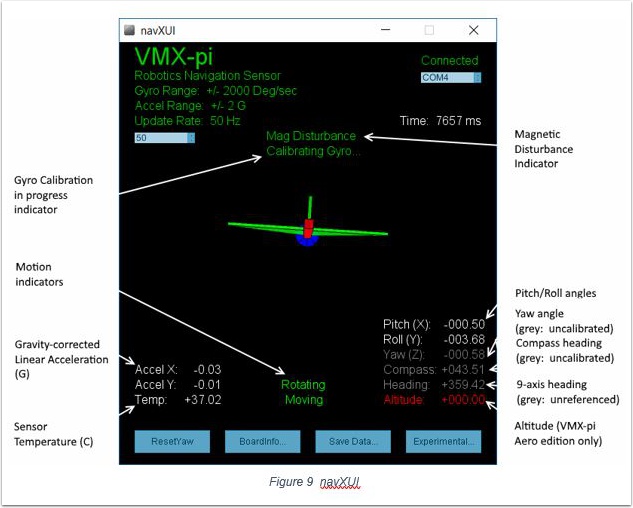 navXUI
VMX-pi
Robotics Navigation Sensor
Gyro Range: +/- 2000 Deg/sec
Accel Range: +/- 2 G
Update Rate: 50 Hz
50
Connected
COM4
Time: 7657 ms
Mag Disturbance
Calibrating Gyro...
Magnetic
Disturbance
Indicator
Gyro Calibration
in progress
indicator
Motion
indicators
Gravity-corrected
Linear Acceleration
(G)
Sensor
Temperature (C)
Accel X: -0.03
Accel Y: -0.01
Temp: +37.02
Rotating
Moving
Pitch (X): -000.50
Roll (Y): -003.68
Yaw (Z): -000.58
Compass: +043.51
Heading: +359.42
Altitude: +000.00
Pitch/Roll angles
Yaw angle
(grey: uncalibrated)
Compass heading
(grey: uncalibrated)
9-axis heading
(grey: unreferenced)
Altitude (VMX-pi
Aero edition only)
ResetYaw
BoardInfo...
Save Data...
Experimental...
Figure 9 navXUI